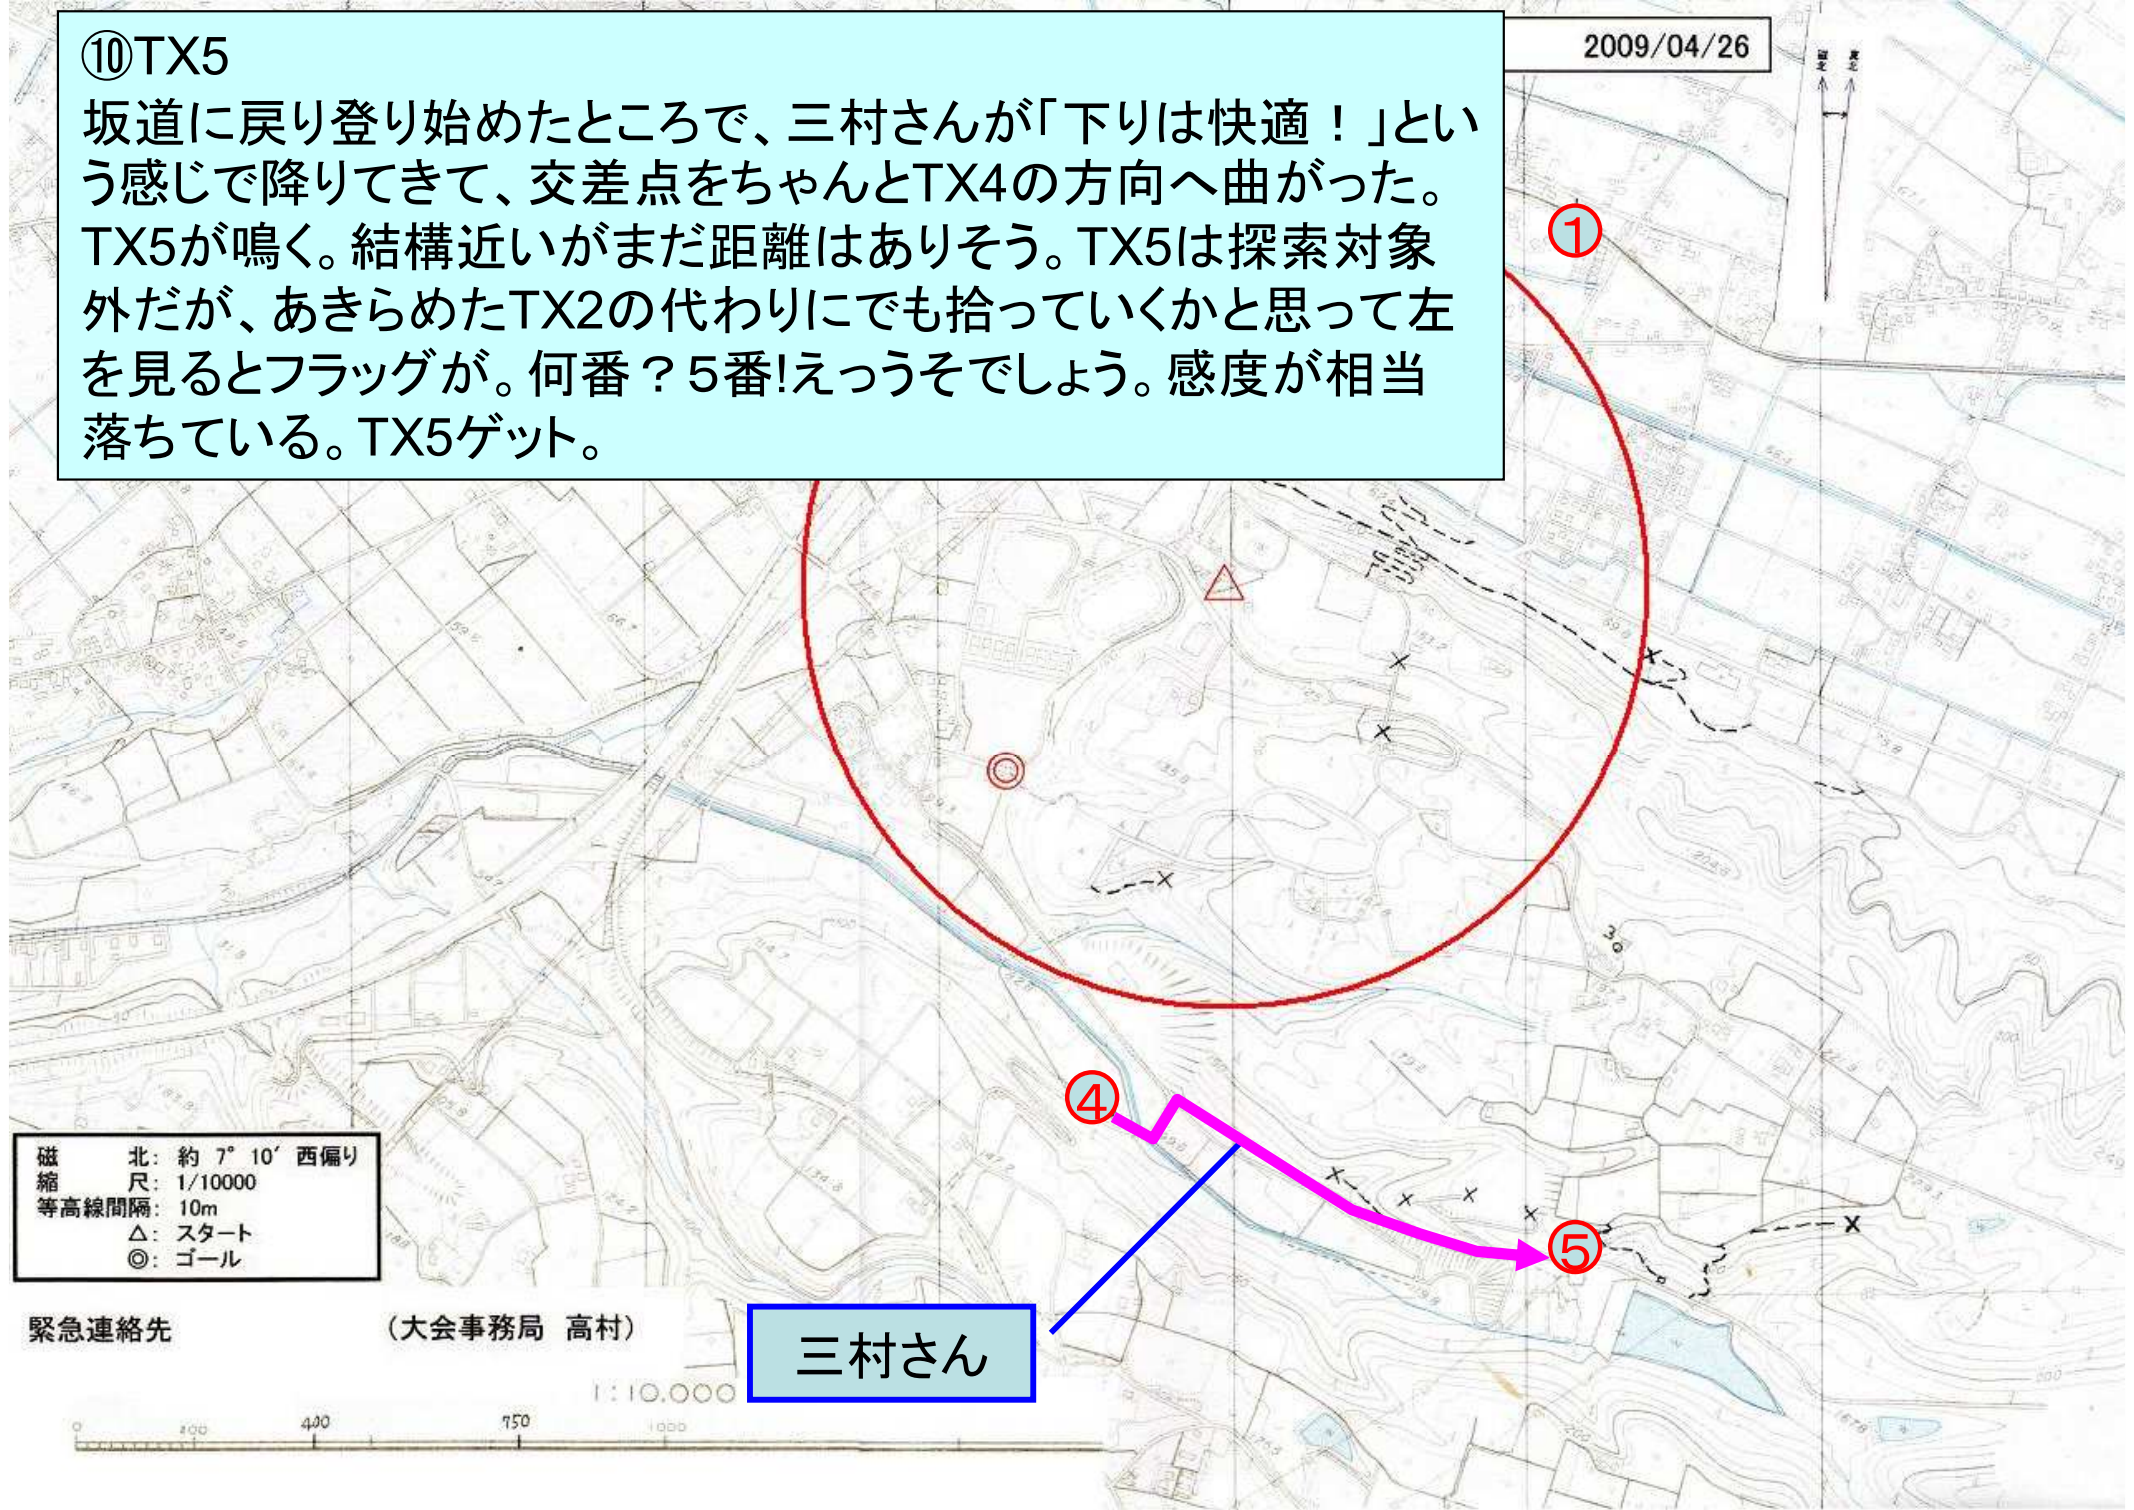 ⑩TX5
坂道に戻り登り始めたところで、三村さんが「下りは快適！」とい
う感じで降りてきて、交差点をちゃんとTX4の方向へ曲がった。
TX5が鳴く。結構近いがまだ距離はありそう。TX5は探索対象
外だが、あきらめたTX2の代わりにでも拾っていくかと思って左
を見るとフラッグが。何番？5番!えっうそでしょう。感度が相当
落ちている。TX5ゲット。
2009/04/26
磁北
真北
①
3
④
⑤
磁 北: 約 7° 10′ 西偏り
縮 尺: 1/10000
等高線間隔: 10m
△: スタート
◎: ゴール
緊急連絡先 (大会事務局 高村)
三村さん
1:10,000
0 200 400 750 1000